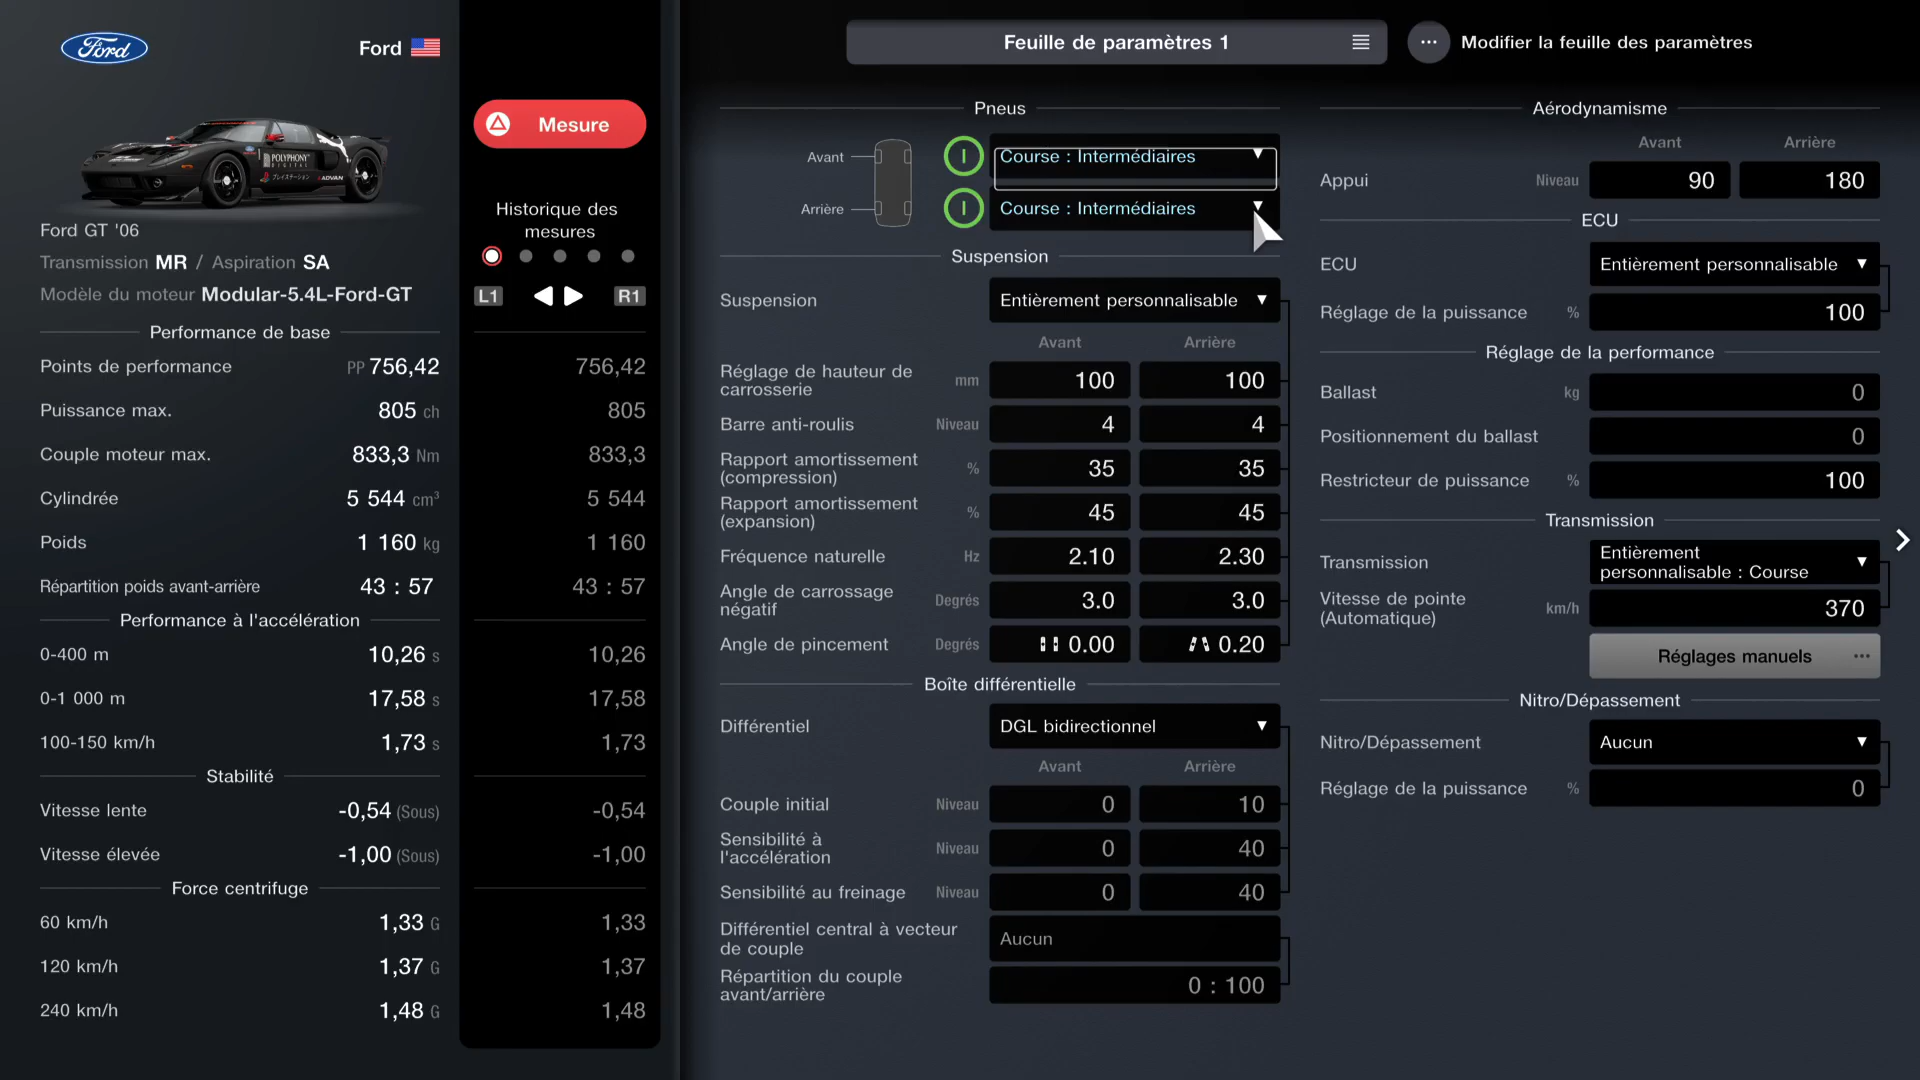 Ford
Ford
POLYPHONY
DIGITAL
プレイステーション
ADVAN
Ford GT '06
Transmission MR / Aspiration SA
Modèle du moteur Modular-5.4L-Ford-GT
Performance de base
Points de performance PP 756,42
Puissance max. 805 ch
Couple moteur max. 833,3 Nm
Cylindrée 5 544 cm³
Poids 1 160 kg
Répartition poids avant-arrière 43 : 57
Performance à l'accélération
0-400 m 10,26 s
0-1 000 m 17,58 s
100-150 km/h 1,73 s
Stabilité
Vitesse lente -0,54 (Sous)
Vitesse élevée -1,00 (Sous)
Force centrifuge
60 km/h 1,33 G
120 km/h 1,37 G
240 km/h 1,48 G
Mesure
Historique des
mesures
L1 R1
756,42
805
833,3
5 544
1 160
43 : 57
10,26
17,58
1,73
-0,54
-1,00
1,33
1,37
1,48
Feuille de paramètres 1
Modifier la feuille des paramètres
Pneus
Avant Course : Intermédiaires
Arrière Course : Intermédiaires
Suspension
Suspension Entièrement personnalisable
Avant Arrière
Réglage de hauteur de
carrosserie mm 100 100
Barre anti-roulis Niveau 4 4
Rapport amortissement
(compression) % 35 35
Rapport amortissement
(expansion) % 45 45
Fréquence naturelle Hz 2.10 2.30
Angle de carrossage
négatif Degrés 3.0 3.0
Angle de pincement Degrés 0.00 0.20
Boîte différentielle
Différentiel DGL bidirectionnel
Avant Arrière
Couple initial Niveau 0 10
Sensibilité à
l'accélération Niveau 0 40
Sensibilité au freinage Niveau 0 40
Différentiel central à vecteur
de couple Aucun
Répartition du couple
avant/arrière 0 : 100
Aérodynamisme
Avant Arrière
Appui Niveau 90 180
ECU
ECU Entièrement personnalisable
Réglage de la puissance % 100
Réglage de la performance
Ballast kg 0
Positionnement du ballast 0
Restricteur de puissance % 100
Transmission
Transmission Entièrement
personnalisable : Course
Vitesse de pointe
(Automatique) km/h 370
Réglages manuels
Nitro/Dépassement
Nitro/Dépassement Aucun
Réglage de la puissance % 0